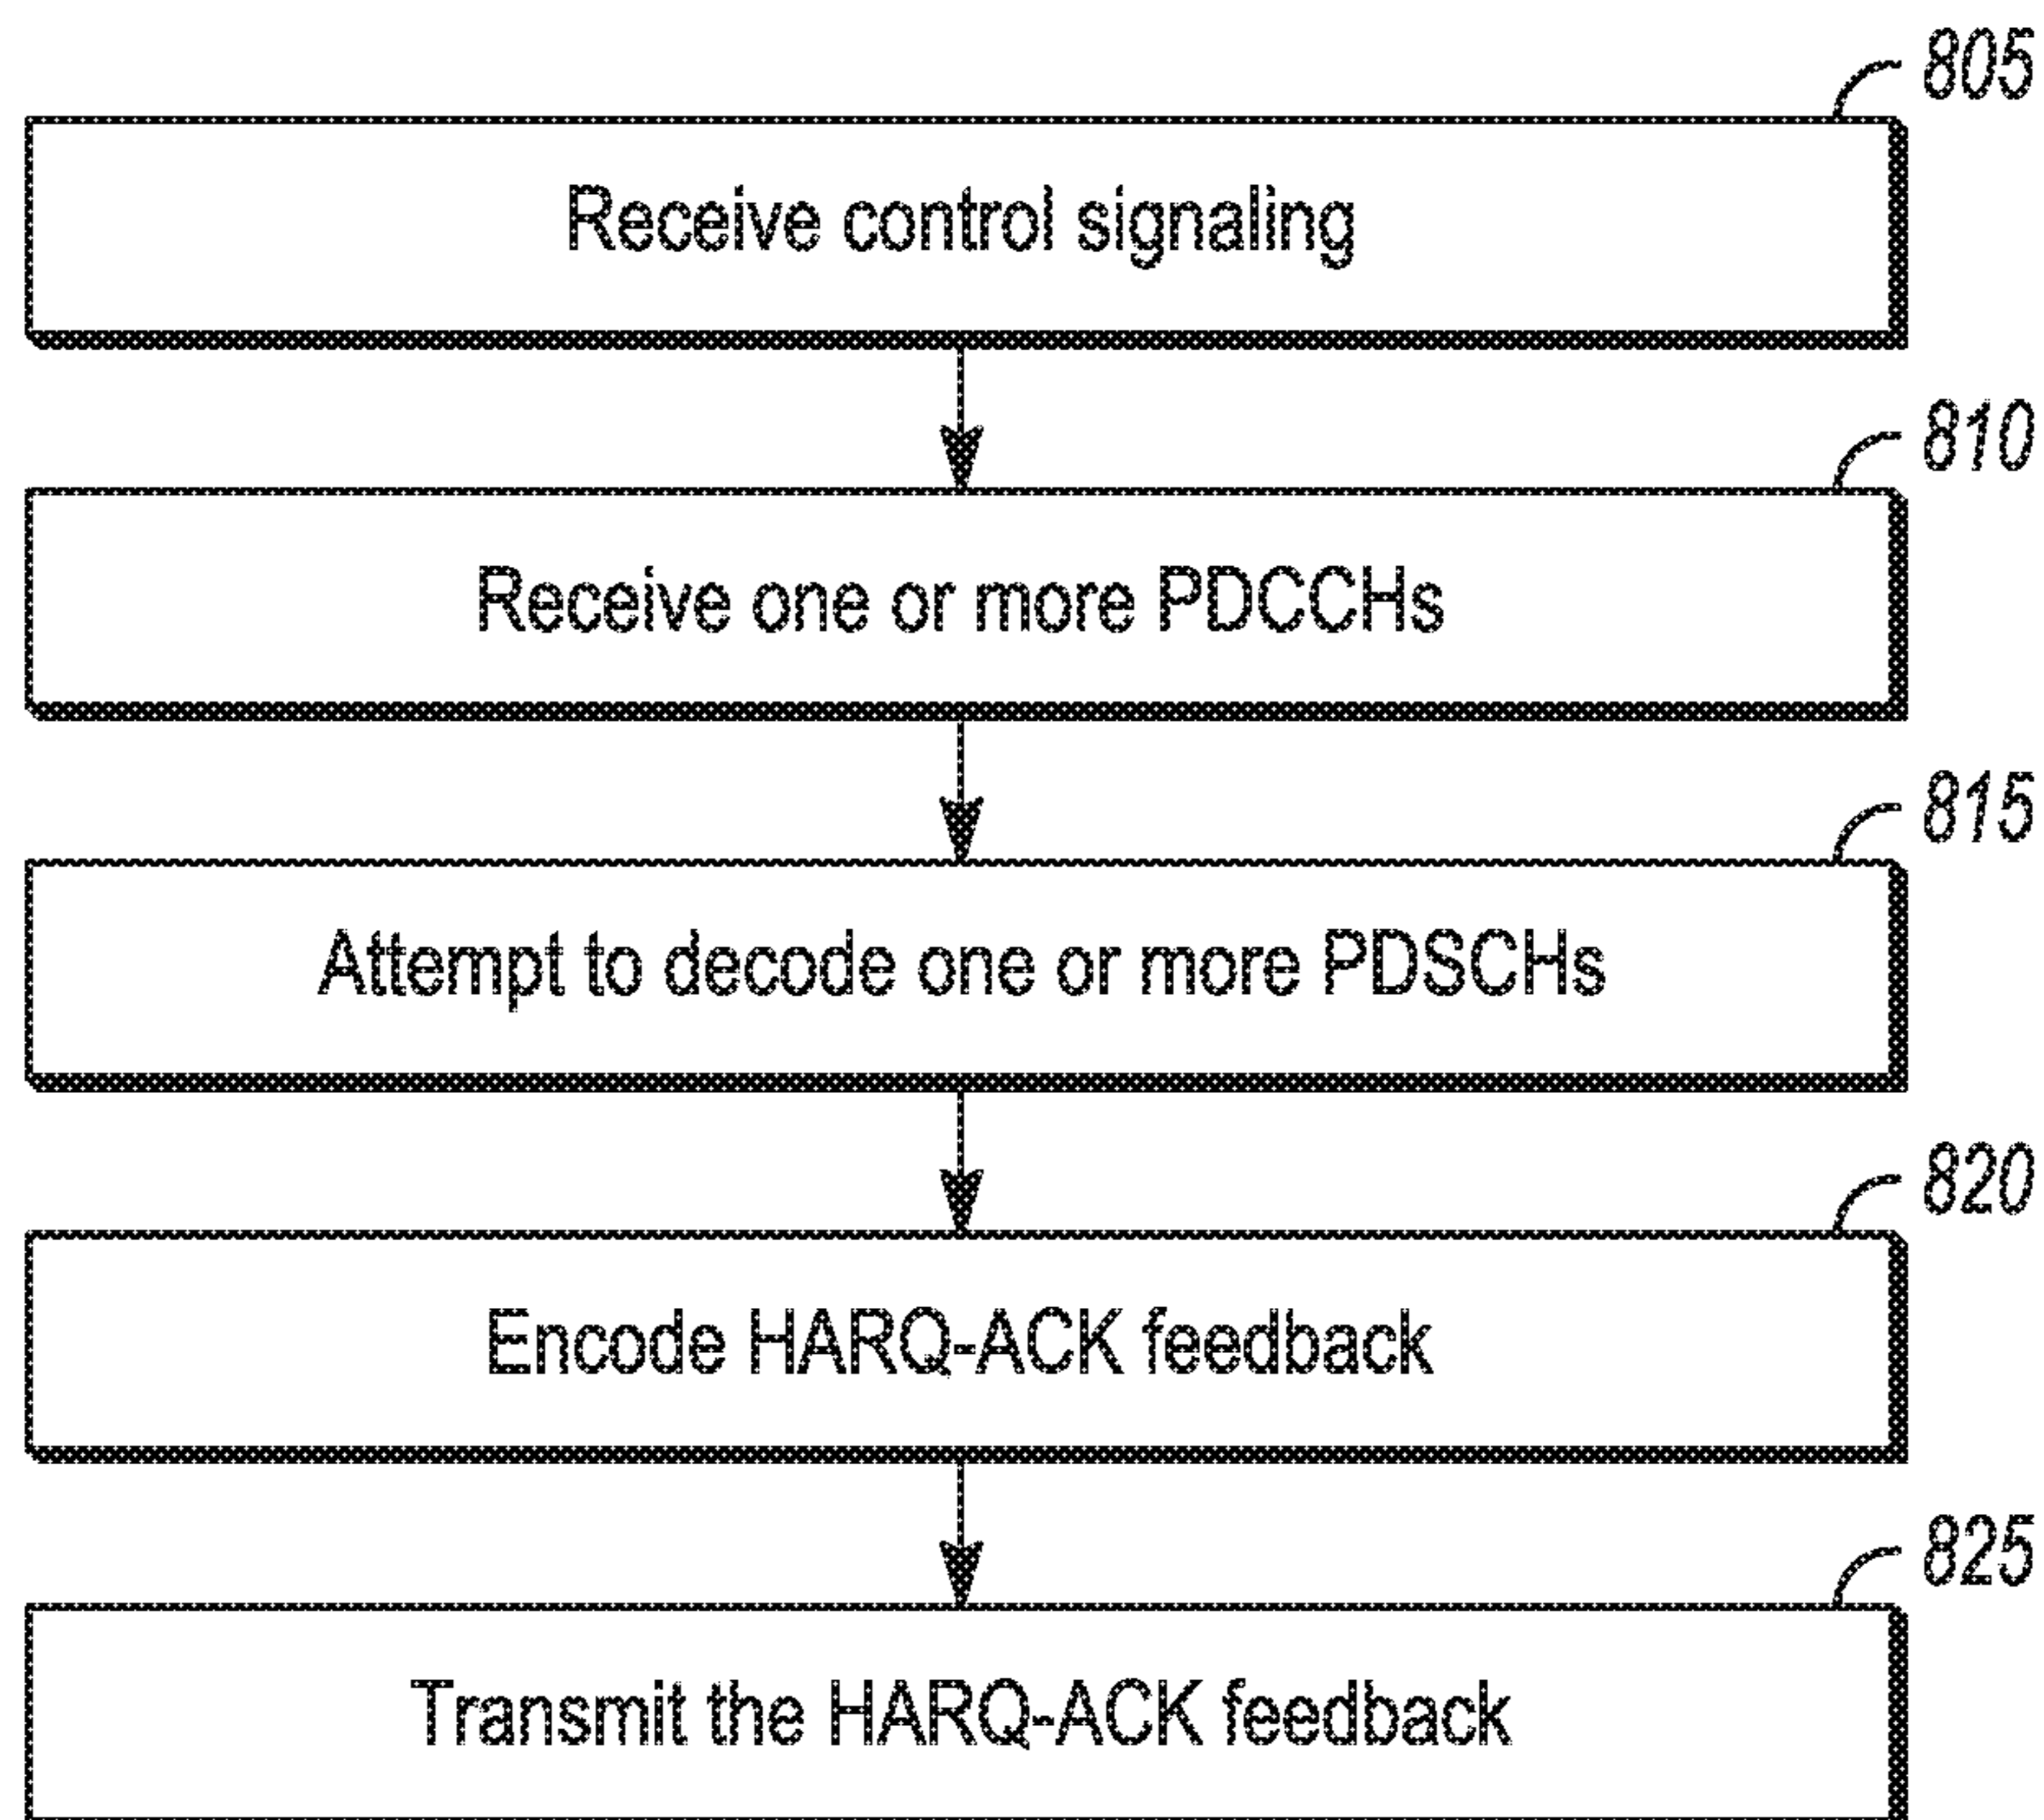 805
Receive control signaling
810
Receive one or more PDCCHs
815
Attempt to decode one or more PDSCHs
820
Encode HARQ-ACK feedback
825
Transmit the HARQ-ACK feedback